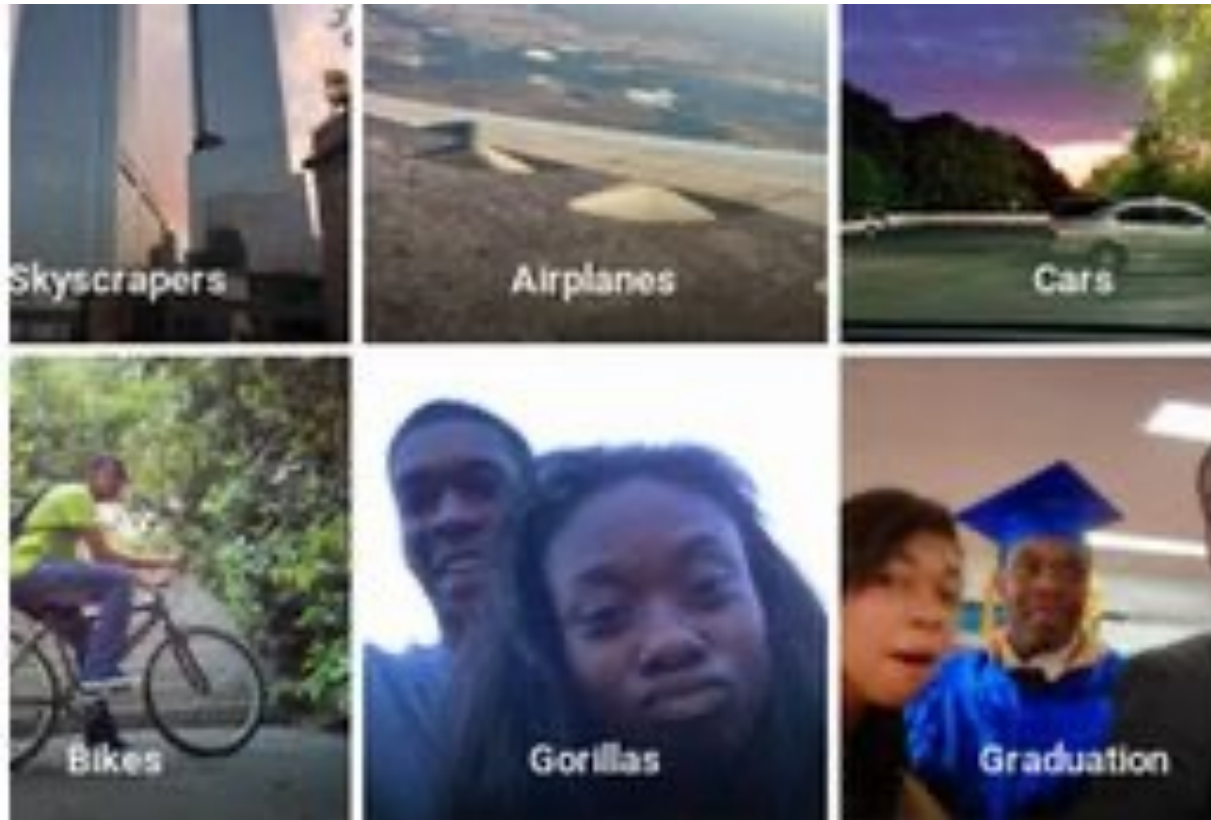 Skyscrapers
Airplanes
Cars
Bikes
Gorillas
Graduation